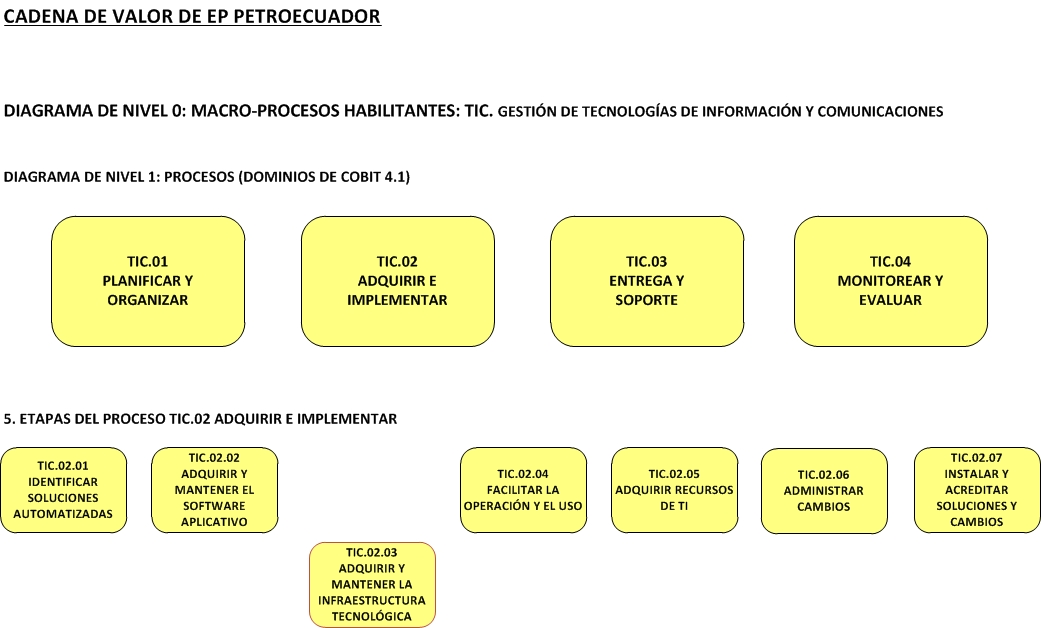 CADENA DE VALOR DE EP PETROECUADOR
DIAGRAMA DE NIVEL 0: MACRO-PROCESOS HABILITANTES: TIC. GESTIÓN DE TECNOLOGÍAS DE INFORMACIÓN Y COMUNICACIONES
DIAGRAMA DE NIVEL 1: PROCESOS (DOMINIOS DE COBIT 4.1)
TIC.01
PLANIFICAR Y
ORGANIZAR
TIC.02
ADQUIRIR E
IMPLEMENTAR
TIC.03
ENTREGA Y
SOPORTE
TIC.04
MONITOREAR Y
EVALUAR
5. ETAPAS DEL PROCESO TIC.02 ADQUIRIR E IMPLEMENTAR
TIC.02.01
IDENTIFICAR
SOLUCIONES
AUTOMATIZADAS
TIC.02.02
ADQUIRIR Y
MANTENER EL
SOFTWARE
APLICATIVO
TIC.02.03
ADQUIRIR Y
MANTENER LA
INFRAESTRUCTURA
TECNOLÓGICA
TIC.02.04
FACILITAR LA
OPERACIÓN Y EL USO
TIC.02.05
ADQUIRIR RECURSOS
DE TI
TIC.02.06
ADMINISTRAR
CAMBIOS
TIC.02.07
INSTALAR Y
ACREDITAR
SOLUCIONES Y
CAMBIOS